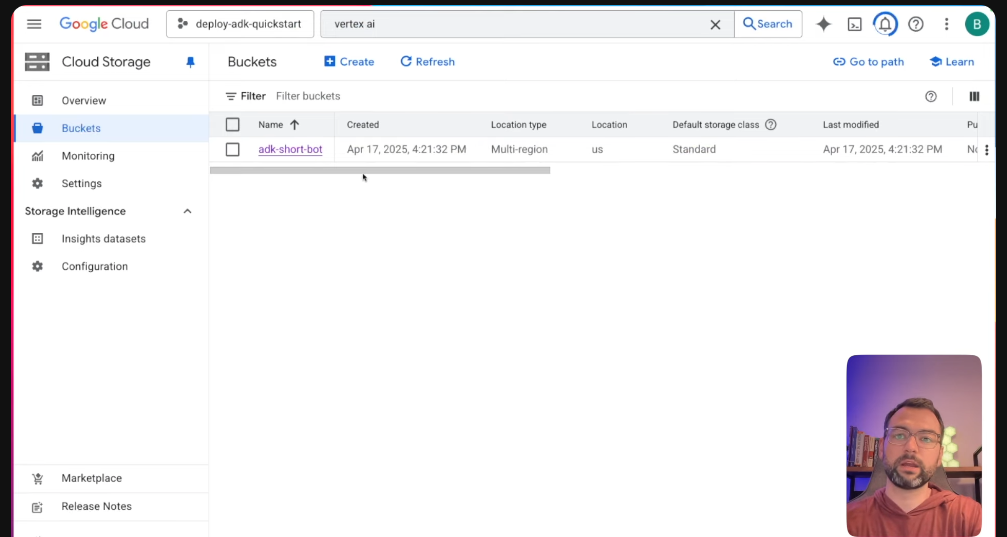 Google Cloud deploy-adk-quickstart vertex ai Search B
Cloud Storage
Buckets Create Refresh Go to path Learn
Overview
Buckets
Monitoring
Settings
Storage Intelligence
Insights datasets
Configuration
Marketplace
Release Notes
Filter Filter buckets
Name Created Location type Location Default storage class Last modified Pu
adk-short-bot Apr 17, 2025, 4:21:32 PM Multi-region us Standard Apr 17, 2025, 4:21:32 PM